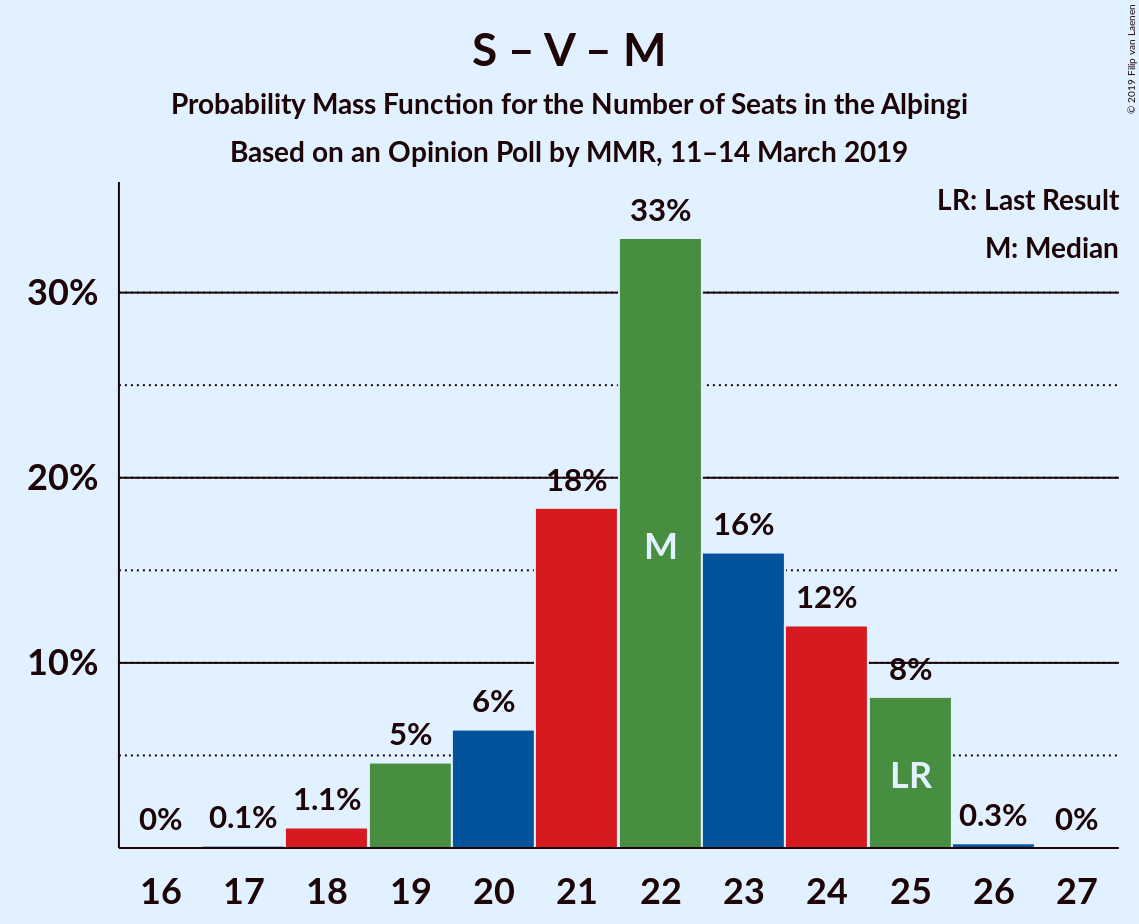 S – V – M
Probability Mass Function for the Number of Seats in the Alþingi
Based on an Opinion Poll by MMR, 11–14 March 2019
© 2019 Filip van Laenen
LR: Last Result
M: Median
33%
30%
20%
18%
16%
M
12%
10%
8%
6%
5%
LR
1.1%
0%
0.1%
0.3%
0%
16 17 18 19 20 21 22 23 24 25 26 27